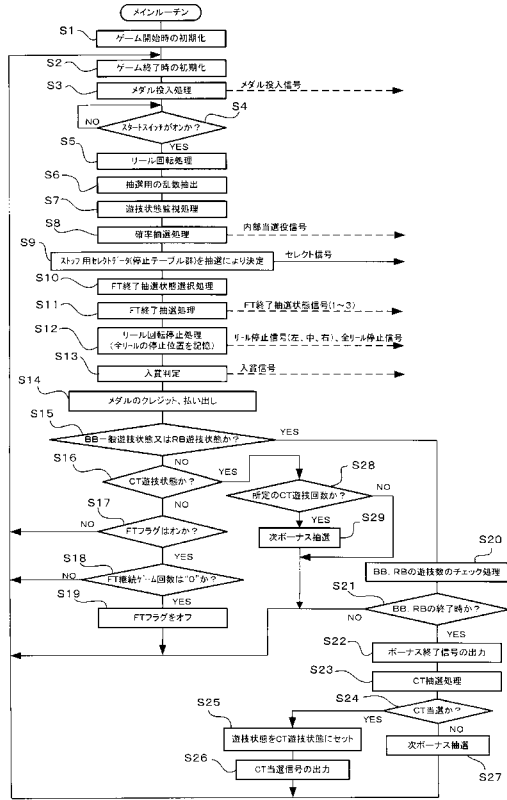 メインルーチン
S1
ゲーム開始時の初期化
S2
ゲーム終了時の初期化
S3
メダル投入処理
メダル投入信号
S4
スタートスイッチがオンか？
NO
YES
S5
リール回転処理
S6
抽選用の乱数抽出
S7
遊技状態監視処理
S8
確率抽選処理
内部当選役信号
S9
ストップ用セレクトデータ(停止テーブル群)を抽選により決定
セレクト信号
S10
FT終了抽選状態選択処理
S11
FT終了抽選処理
FT終了抽選状態信号(1～3)
S12
リール回転停止処理
(全リールの停止位置を記憶)
リール停止信号(左、中、右)、全リール停止信号
S13
入賞判定
入賞信号
S14
メダルのクレジット、払い出し
S15
BB一般遊技状態又はRB遊技状態か？
YES
NO
S16
CT遊技状態か？
YES
NO
S28
所定のCT遊技回数か？
NO
YES
S17
FTフラグはオンか？
NO
YES
S29
次ボーナス抽選
S18
FT継続ゲーム回数は“0”か？
NO
YES
S19
FTフラグをオフ
S20
BB、RBの遊技数のチェック処理
S21
BB、RBの終了時か？
NO
YES
S22
ボーナス終了信号の出力
S23
CT抽選処理
S24
CT当選か？
YES
NO
S25
遊技状態をCT遊技状態にセット
S26
CT当選信号の出力
次ボーナス抽選
S27